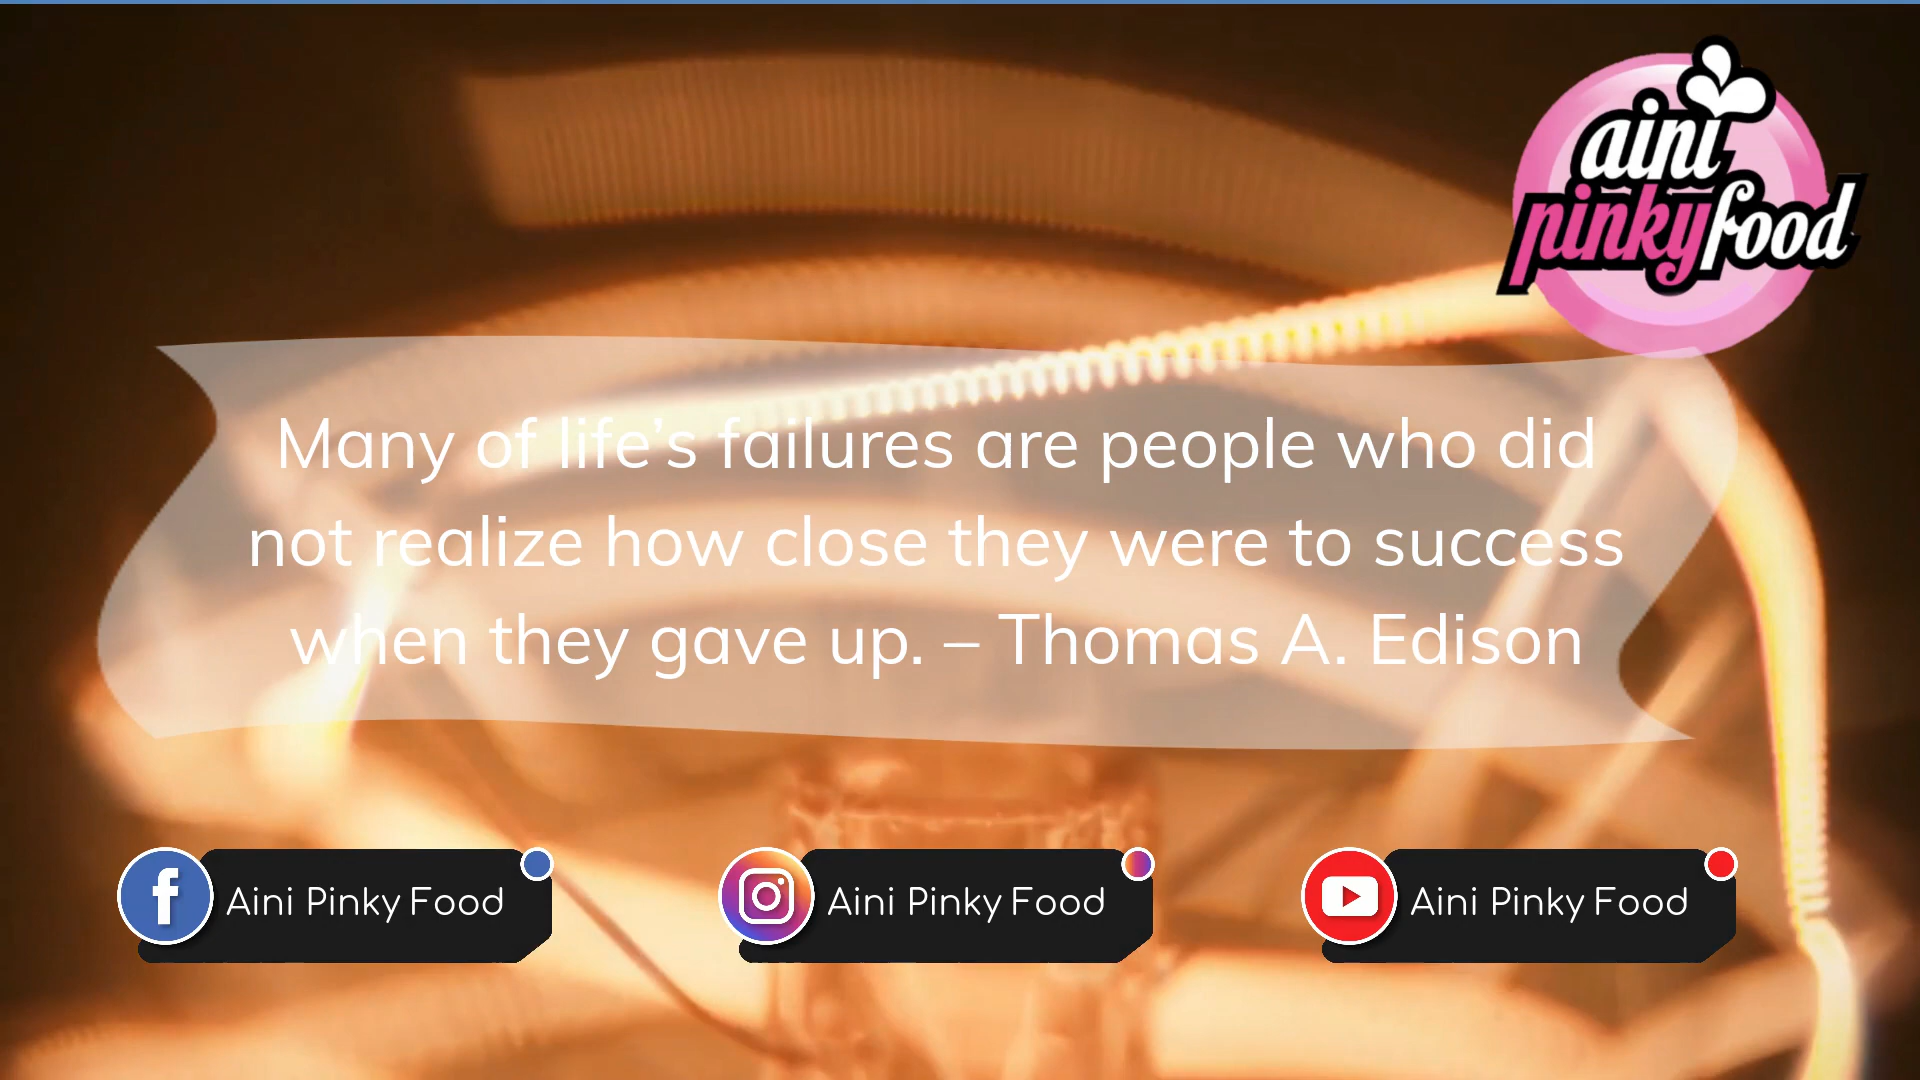 aini
pinkyfood
Many of life’s failures are people who did
not realize how close they were to success
when they gave up. – Thomas A. Edison
Aini Pinky Food
Aini Pinky Food
Aini Pinky Food